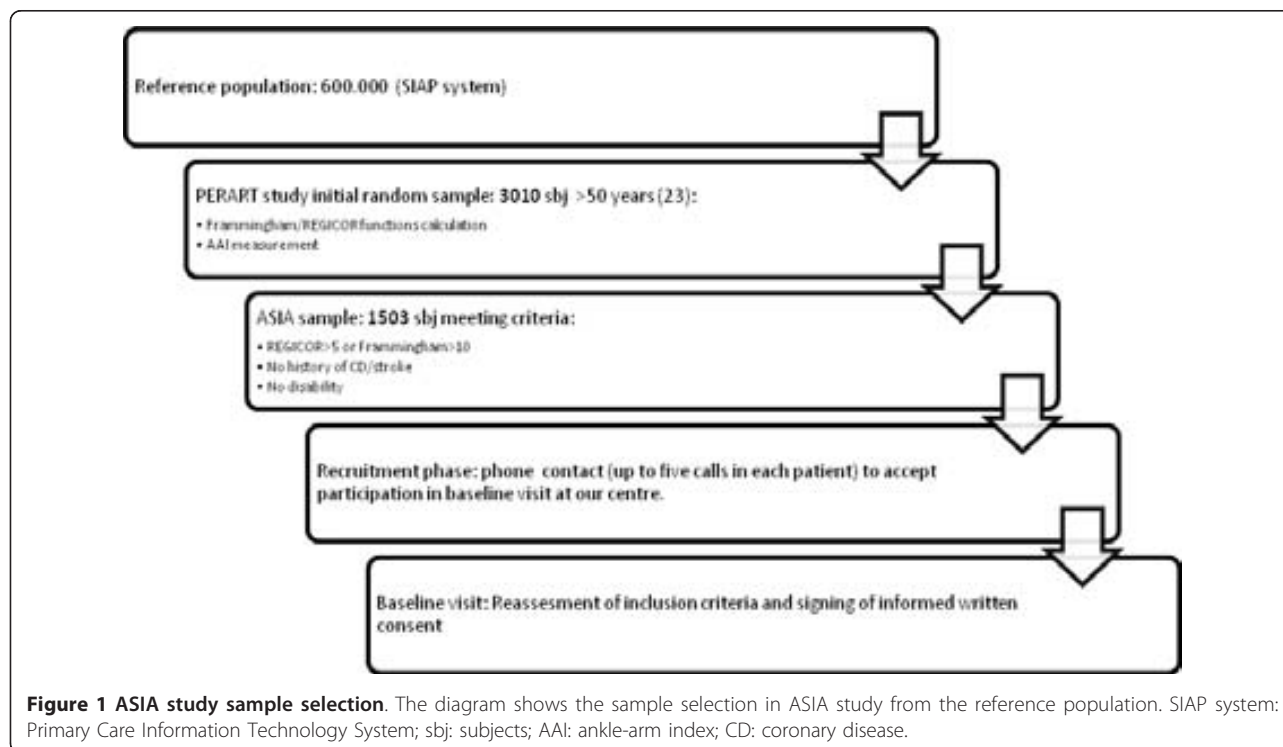 Reference population: 600.000 (SIAP system)
PERART study initial random sample: 3010 sbj >50 years (23):
• Frammingham/REGICOR functions calculation
• AAI measurement
ASIA sample: 1503 sbj meeting criteria:
• REGICOR>5 or Frammingham>10
• No history of CD/stroke
• No disability
Recruitment phase: phone contact (up to five calls in each patient) to accept
participation in baseline visit at our centre.
Baseline visit: Reassesment of inclusion criteria and signing of informed written
consent
Figure 1 ASIA study sample selection. The diagram shows the sample selection in ASIA study from the reference population. SIAP system:
Primary Care Information Technology System; sbj: subjects; AAI: ankle-arm index; CD: coronary disease.